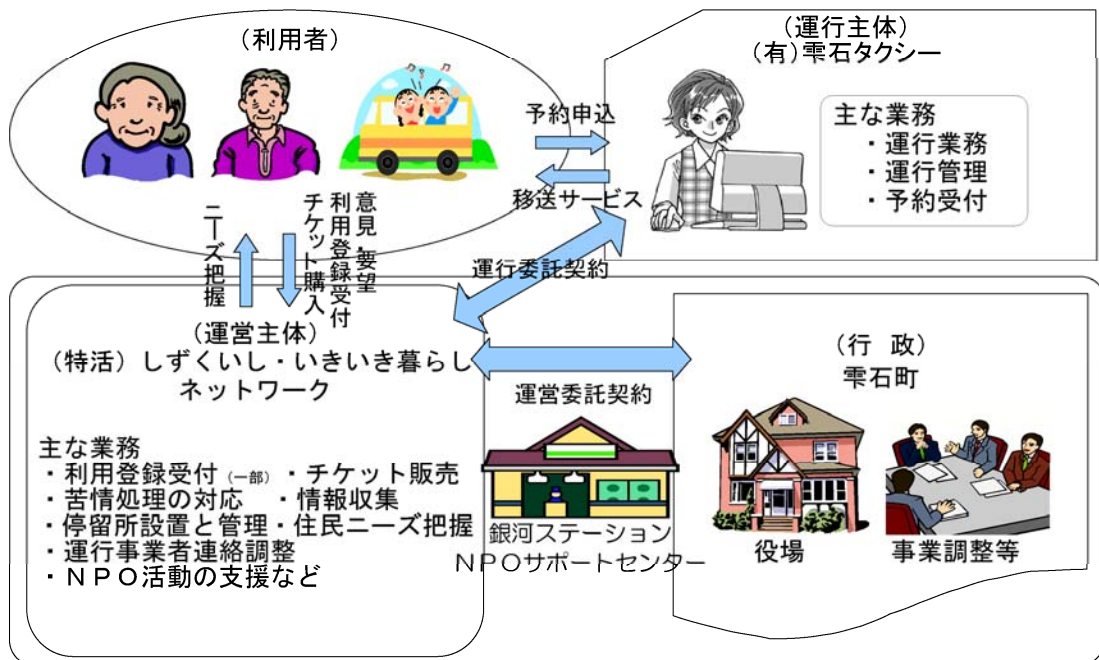 （利用者）
（運行主体）
（有）雫石タクシー
主な業務
・運行業務
・運行管理
・予約受付
予約申込
移送サービス
ニーズ把握
意見・要望
利用登録受付
チケット購入
運行委託契約
（運営主体）
（特活）しずくいし・いきいき暮らし
ネットワーク
主な業務
・利用登録受付（一部）・チケット販売
・苦情処理の対応　・情報収集
・停留所設置と管理・住民ニーズ把握
・運行事業者連絡調整
・ＮＰＯ活動の支援など
運営委託契約
銀河ステーション
ＮＰＯサポートセンター
（行 政）
雫石町
役場
事業調整等